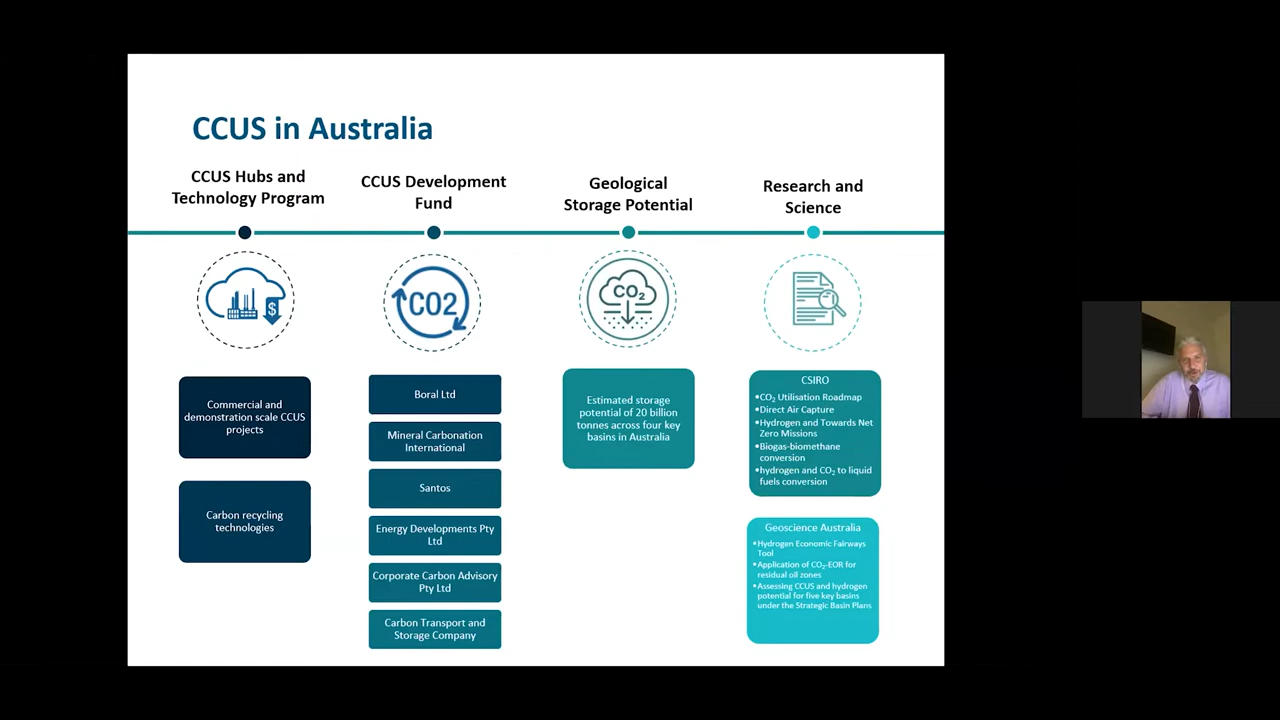 CCUS in Australia
CCUS Hubs and
Technology Program
CCUS Development
Fund
Geological
Storage Potential
Research and
Science
$
CO2
CO₂
Commercial and
demonstration scale CCUS
projects
Carbon recycling
technologies
Boral Ltd
Mineral Carbonation
International
Santos
Energy Developments Pty
Ltd
Corporate Carbon Advisory
Pty Ltd
Carbon Transport and
Storage Company
Estimated storage
potential of 20 billion
tonnes across four key
basins in Australia
CSIRO
•CO₂ Utilisation Roadmap
•Direct Air Capture
•Hydrogen and Towards Net
Zero Missions
•Biogas-biomethane
conversion
•hydrogen and CO₂ to liquid
fuels conversion
Geoscience Australia
•Hydrogen Economic Fairways
Tool
•Application of CO₂-EOR for
residual oil zones
•Assessing CCUS and hydrogen
potential for five key basins
under the Strategic Basin Plans